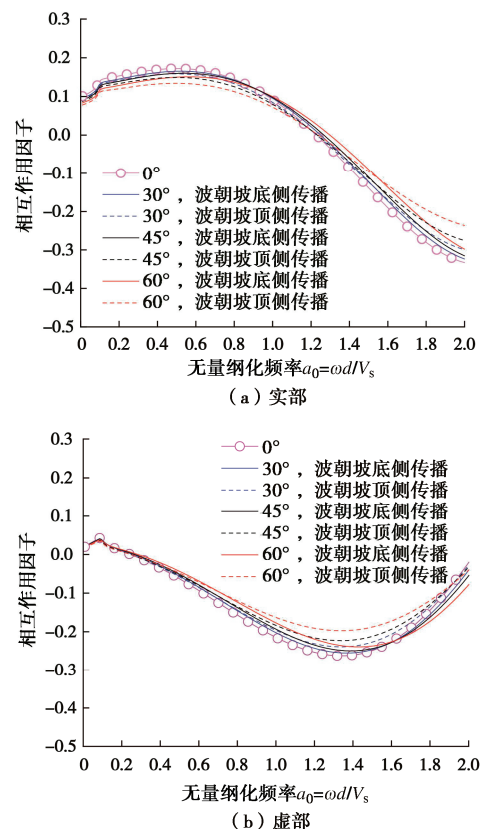 0.3
0.2
0.1
0.0
-0.1
-0.2
-0.3
-0.4
-0.5
相互作用因子
0°
30°，波朝坡底侧传播
30°，波朝坡顶侧传播
45°，波朝坡底侧传播
45°，波朝坡顶侧传播
60°，波朝坡底侧传播
60°，波朝坡顶侧传播
0 0.2 0.4 0.6 0.8 1.0 1.2 1.4 1.6 1.8 2.0
无量纲化频率a₀=ωd/Vₛ
（a）实部
0.3
0.2
0.1
0.0
-0.1
-0.2
-0.3
-0.4
-0.5
相互作用因子
0°
30°，波朝坡底侧传播
30°，波朝坡顶侧传播
45°，波朝坡底侧传播
45°，波朝坡顶侧传播
60°，波朝坡底侧传播
60°，波朝坡顶侧传播
0 0.2 0.4 0.6 0.8 1.0 1.2 1.4 1.6 1.8 2.0
无量纲化频率a₀=ωd/Vₛ
（b）虚部